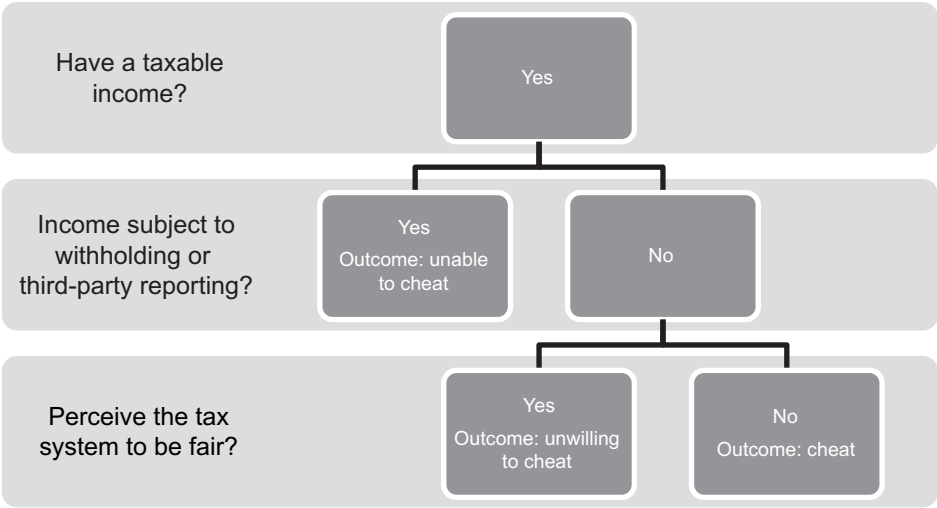 Have a taxable
income?
Yes
Income subject to
withholding or
third-party reporting?
Yes
Outcome: unable
to cheat
No
Perceive the tax
system to be fair?
Yes
Outcome: unwilling
to cheat
No
Outcome: cheat